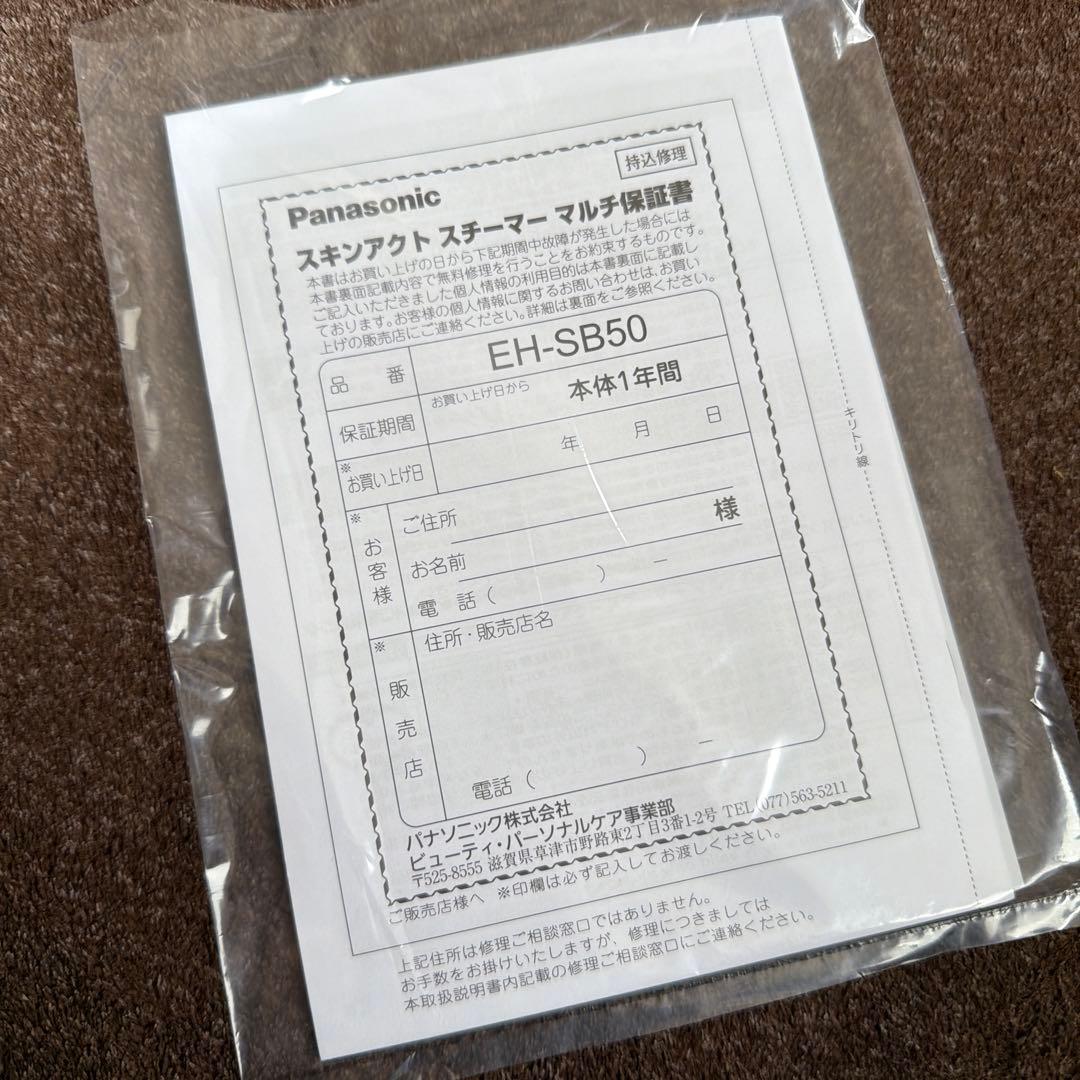 持込修理
Panasonic
スキンアクト スチーマー マルチ保証書
本書はお買い上げの日から下記期間中故障が発生した場合には
本書裏面記載内容で無料修理を行うことをお約束するものです。
ご記入いただきました個人情報の利用目的は本書裏面に記載し
ております。お客様の個人情報に関するお問い合わせは、お買い
上げの販売店にご連絡ください。詳細は裏面をご参照ください。
品 番 EH-SB50
保証期間 お買い上げ日から 本体1年間
※お買い上げ日 年 月 日
※お客様
ご住所
お名前 様
電 話( ) ー
※販売店
住所・販売店名
電話( ) ー
パナソニック株式会社
ビューティ・パーソナルケア事業部
〒525-8555 滋賀県草津市野路東2丁目3番1-2号 TEL(077)563-5211
ご販売店様へ ※印欄は必ず記入してお渡しください。
上記住所は修理ご相談窓口ではありません。
お手数をお掛けいたしますが、修理につきましては
本取扱説明書内記載の修理ご相談窓口にご連絡ください。
キリトリ線